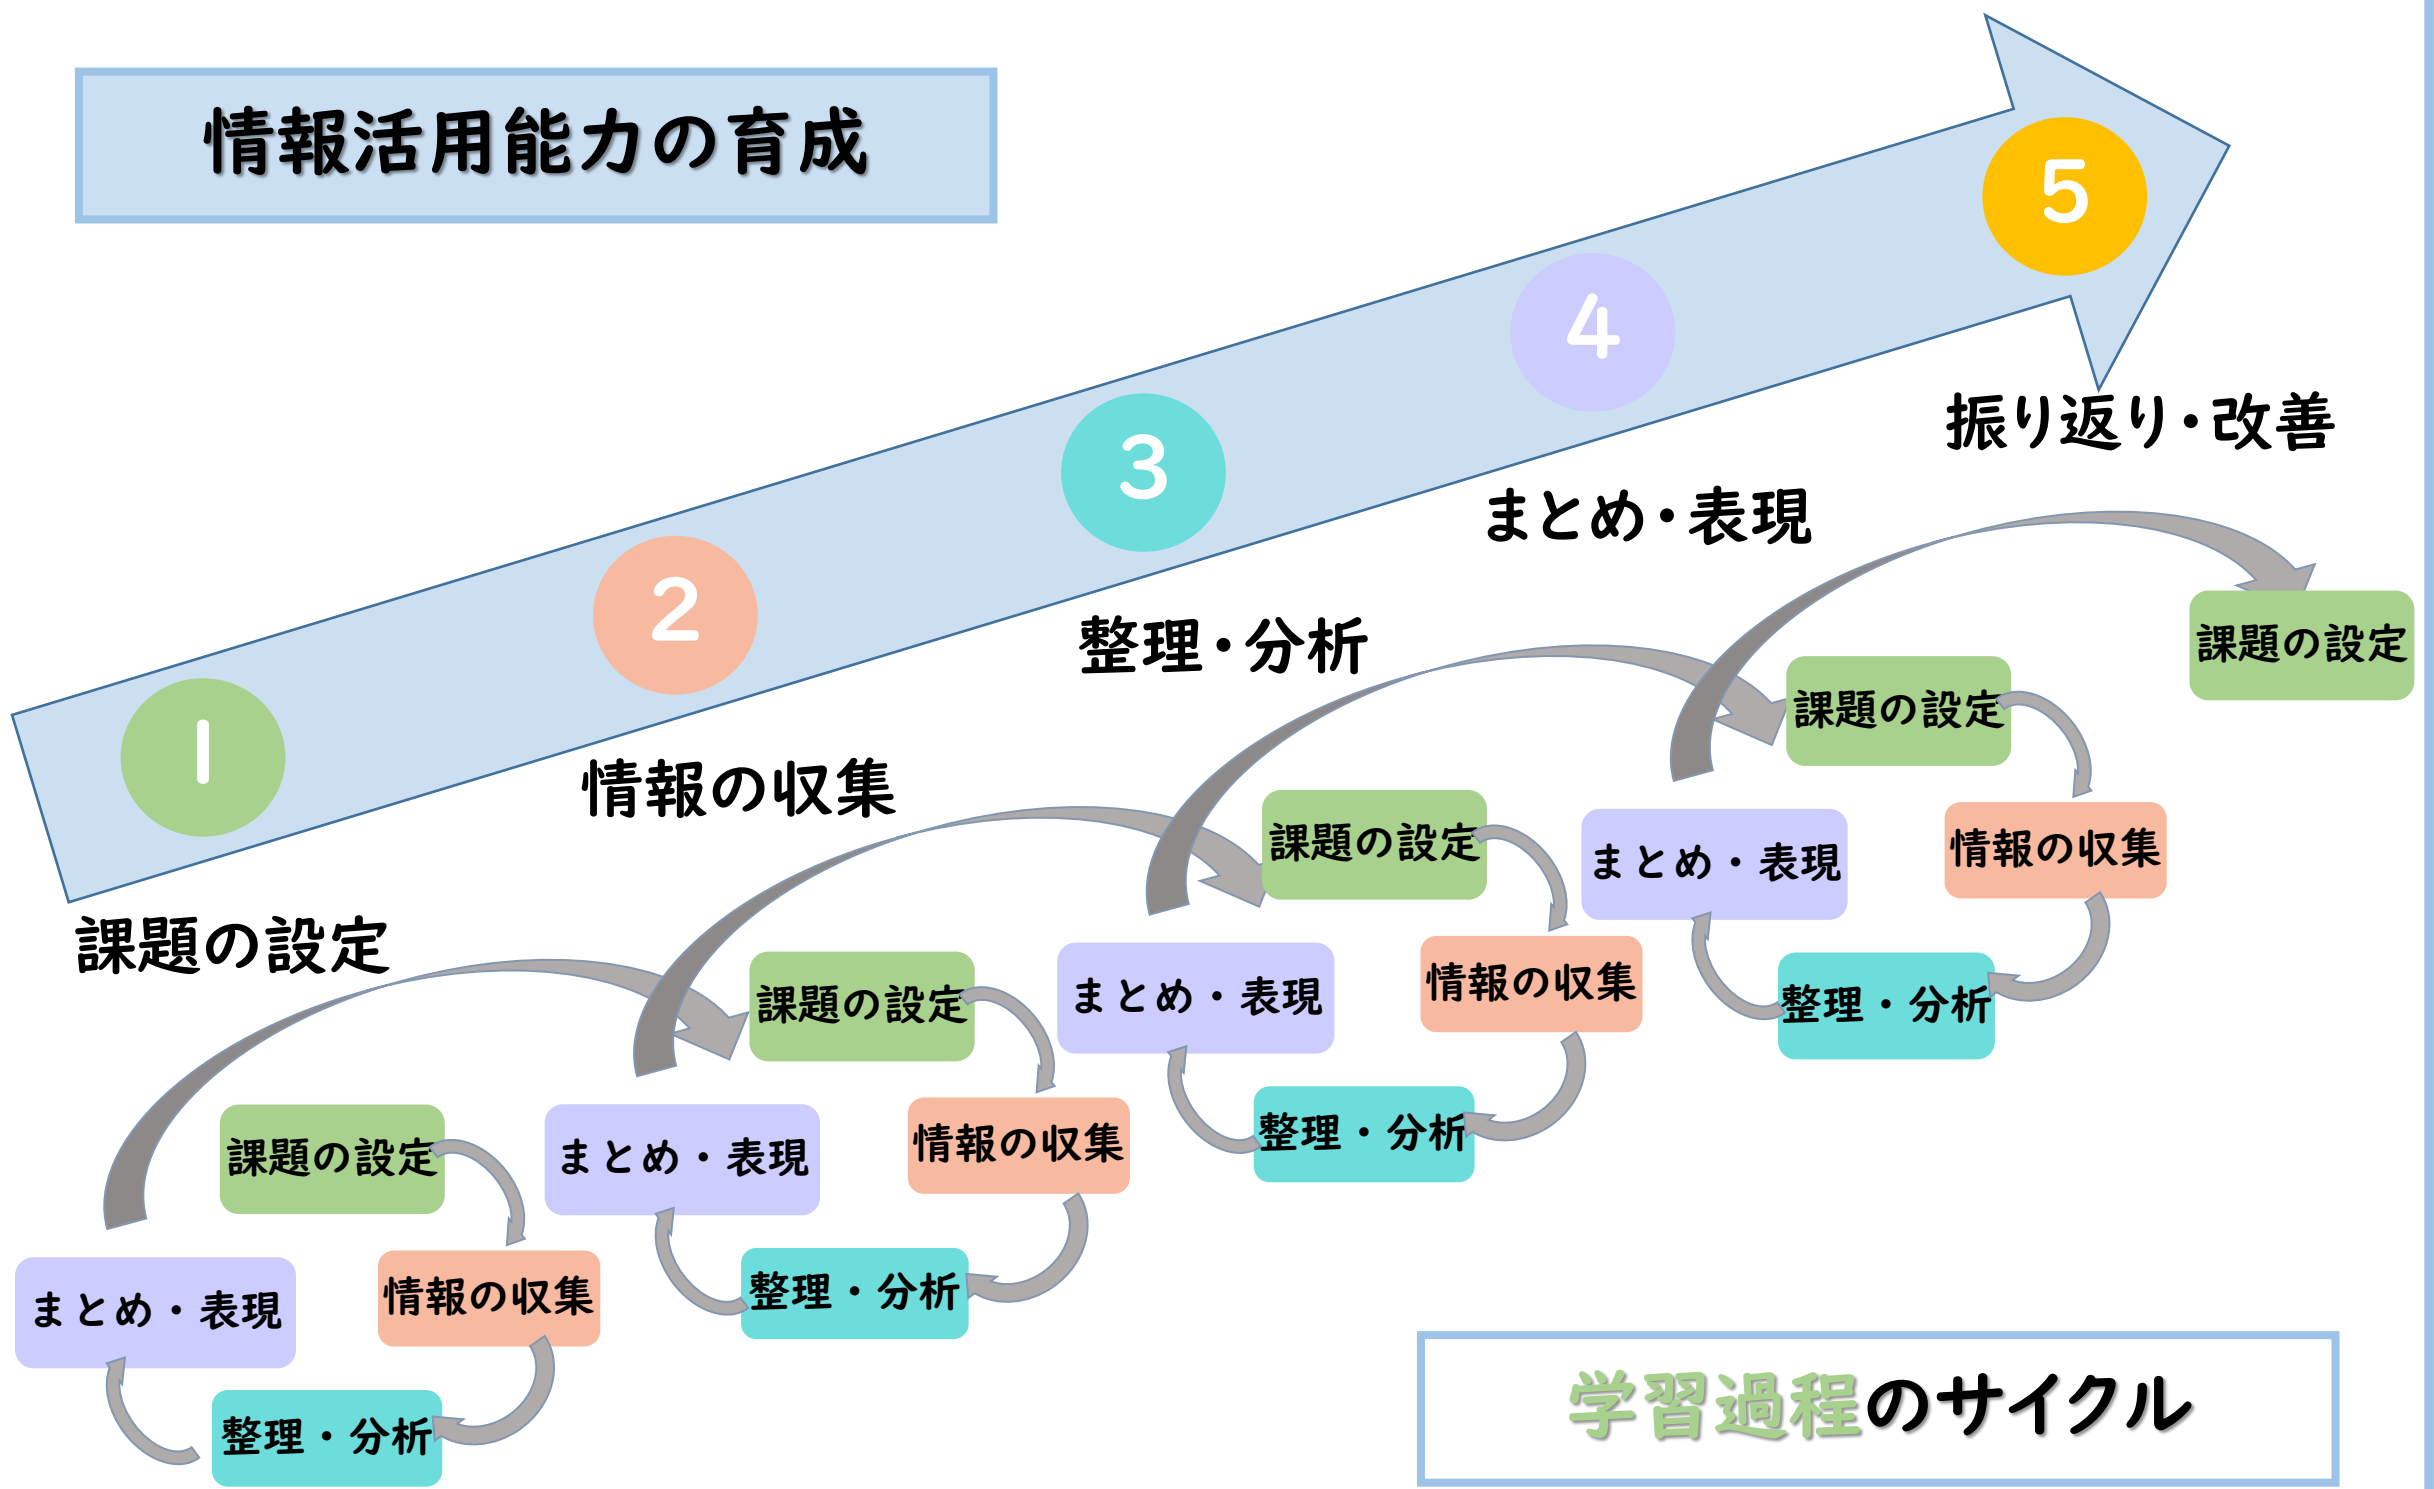 情報活用能力の育成
1
課題の設定
2
情報の収集
3
整理・分析
4
まとめ・表現
5
振り返り・改善
課題の設定
情報の収集
整理・分析
まとめ・表現
課題の設定
情報の収集
整理・分析
まとめ・表現
課題の設定
情報の収集
整理・分析
まとめ・表現
課題の設定
情報の収集
整理・分析
まとめ・表現
課題の設定
学習過程のサイクル